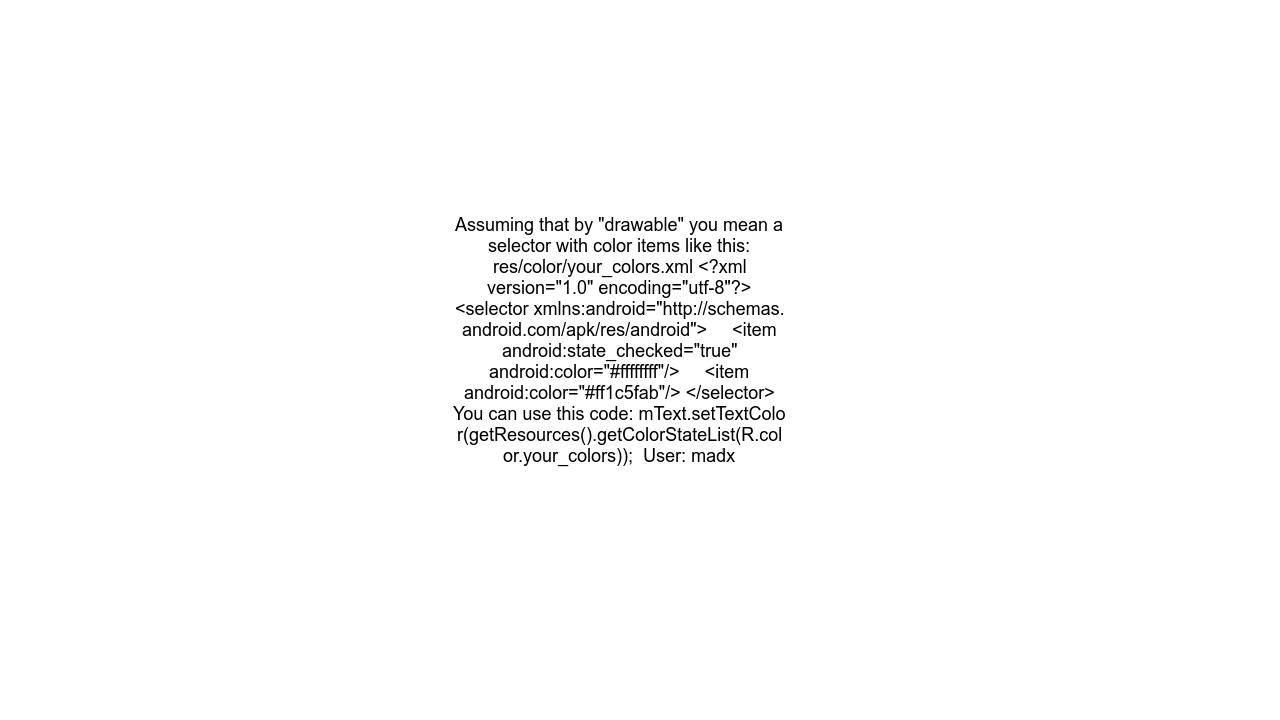 Assuming that by "drawable" you mean a
selector with color items like this:
res/color/your_colors.xml <?xml
version="1.0" encoding="utf-8"?>
<selector xmlns:android="http://schemas.
android.com/apk/res/android">     <item
android:state_checked="true"
android:color="#ffffffff"/>     <item
android:color="#ff1c5fab"/> </selector>
You can use this code: mText.setTextColo
r(getResources().getColorStateList(R.col
or.your_colors));  User: madx